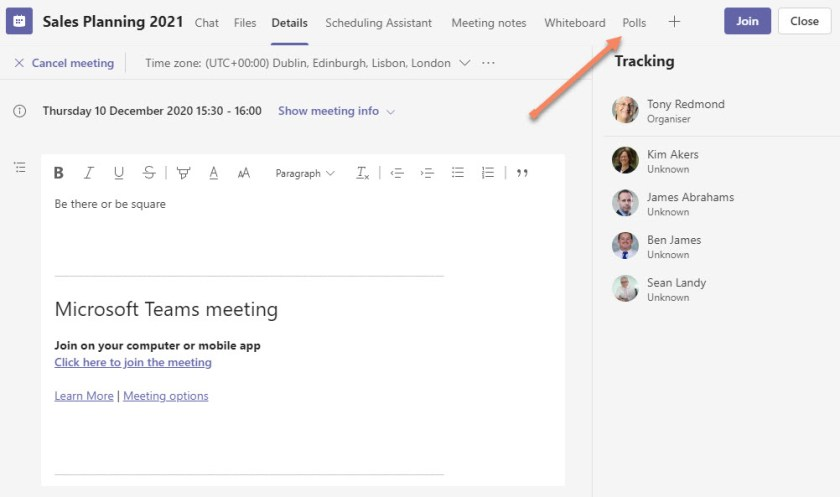 Sales Planning 2021 Chat Files Details Scheduling Assistant Meeting notes Whiteboard Polls Join Close
Cancel meeting Time zone: (UTC+00:00) Dublin, Edinburgh, Lisbon, London
Tracking
Thursday 10 December 2020 15:30 - 16:00 Show meeting info
Tony Redmond
Organiser
Kim Akers
Unknown
James Abrahams
Unknown
Ben James
Unknown
Sean Landy
Unknown
B I U S A AA Paragraph Tx
Be there or be square
Microsoft Teams meeting
Join on your computer or mobile app
Click here to join the meeting
Learn More | Meeting options